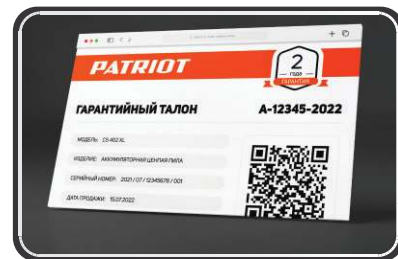 PATRIOT
2
ГОДА
ГАРАНТИИ
ГАРАНТИЙНЫЙ ТАЛОН
А-12345-2022
МОДЕЛЬ: CS 402 XL
ИЗДЕЛИЕ: АККУМУЛЯТОРНАЯ ЦЕПНАЯ ПИЛА
СЕРИЙНЫЙ НОМЕР: 2021 / 07 / 12345678 / 001
ДАТА ПРОДАЖИ: 15.07.2022